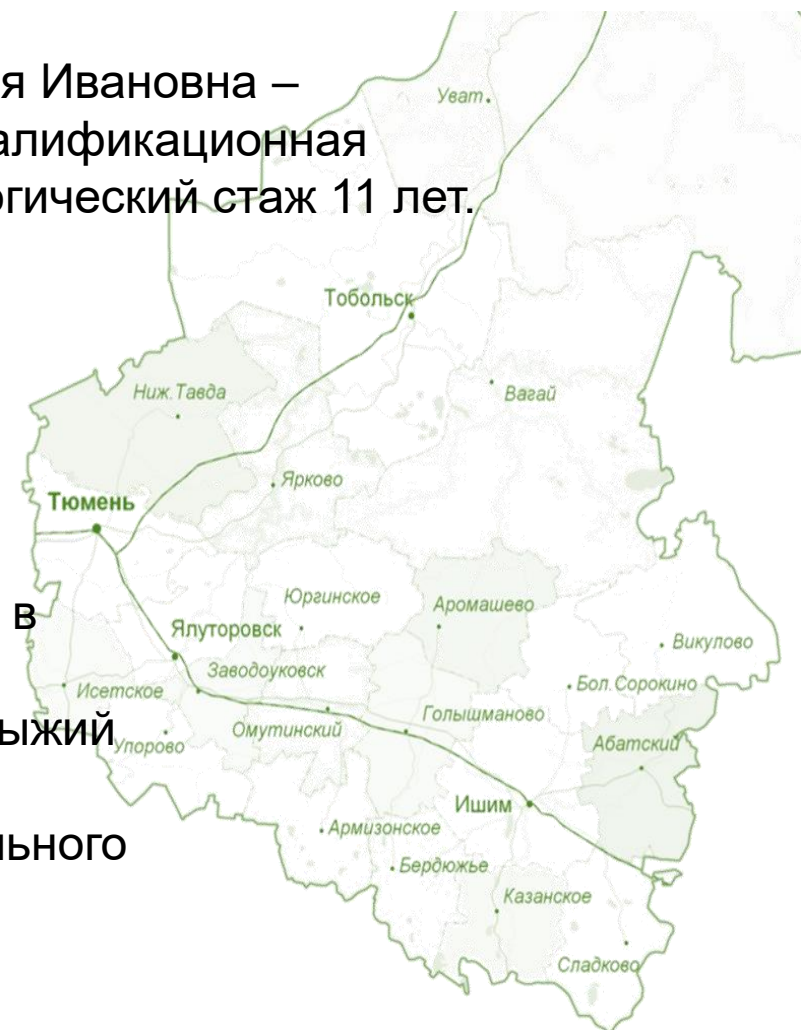 я Ивановна –
алификационная
огический стаж 11 лет.
Уват
Тобольск
Ниж.Тавда
Вагай
Ярково
Тюмень
Юргинское
Аромашево
в
Ялуторовск
Викулово
Заводоуковск
Бол.Сорокино
Исетское
Голышманово
Омутинский
ыжий
Упорово
Абатский
Ишим
Армизонское
льного
Бердюжье
Казанское
Сладково